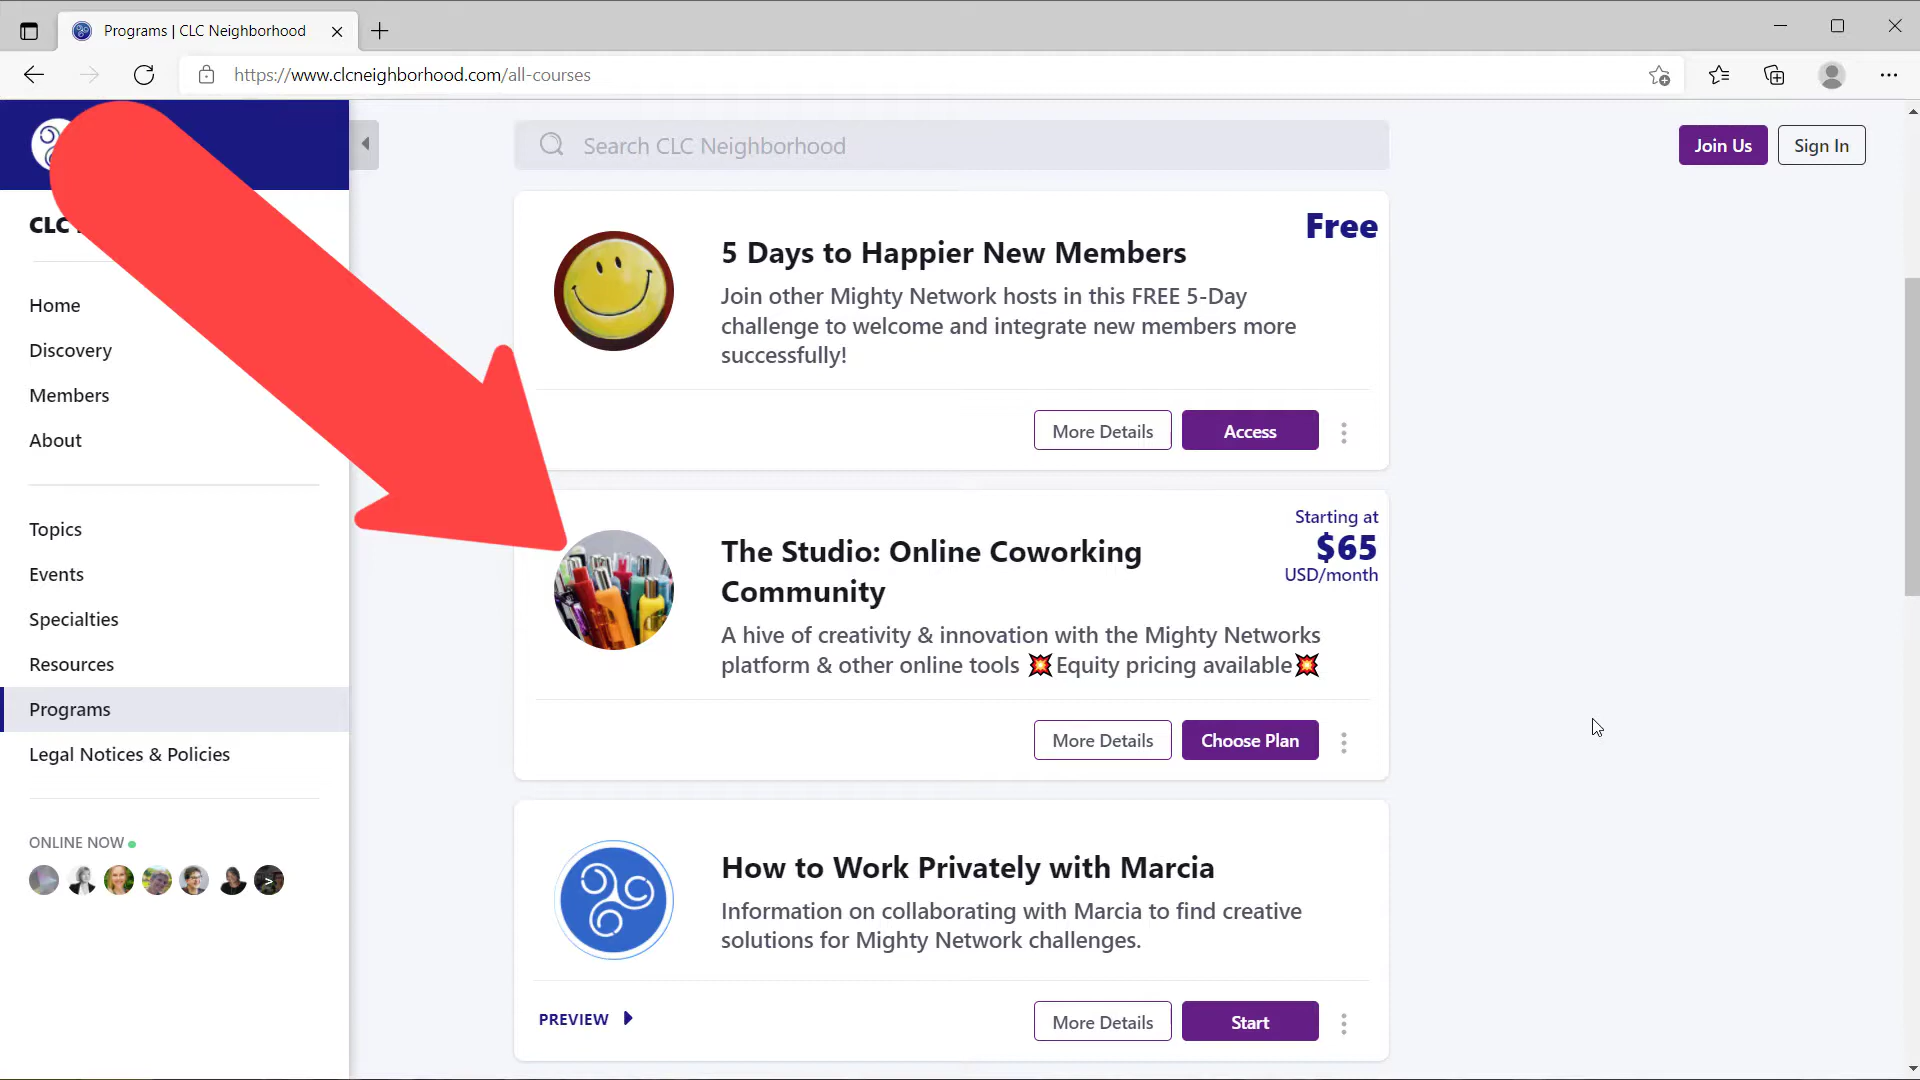 Programs | CLC Neighborhood
https://www.clcneighborhood.com/all-courses
Search CLC Neighborhood
Join Us
Sign In
CLC
Home
Discovery
Members
About
Topics
Events
Specialties
Resources
Programs
Legal Notices & Policies
ONLINE NOW
>
Free
5 Days to Happier New Members
Join other Mighty Network hosts in this FREE 5-Day
challenge to welcome and integrate new members more
successfully!
More Details
Access
Starting at
$65
USD/month
The Studio: Online Coworking
Community
A hive of creativity & innovation with the Mighty Networks
platform & other online tools 💥Equity pricing available💥
More Details
Choose Plan
How to Work Privately with Marcia
Information on collaborating with Marcia to find creative
solutions for Mighty Network challenges.
PREVIEW
More Details
Start